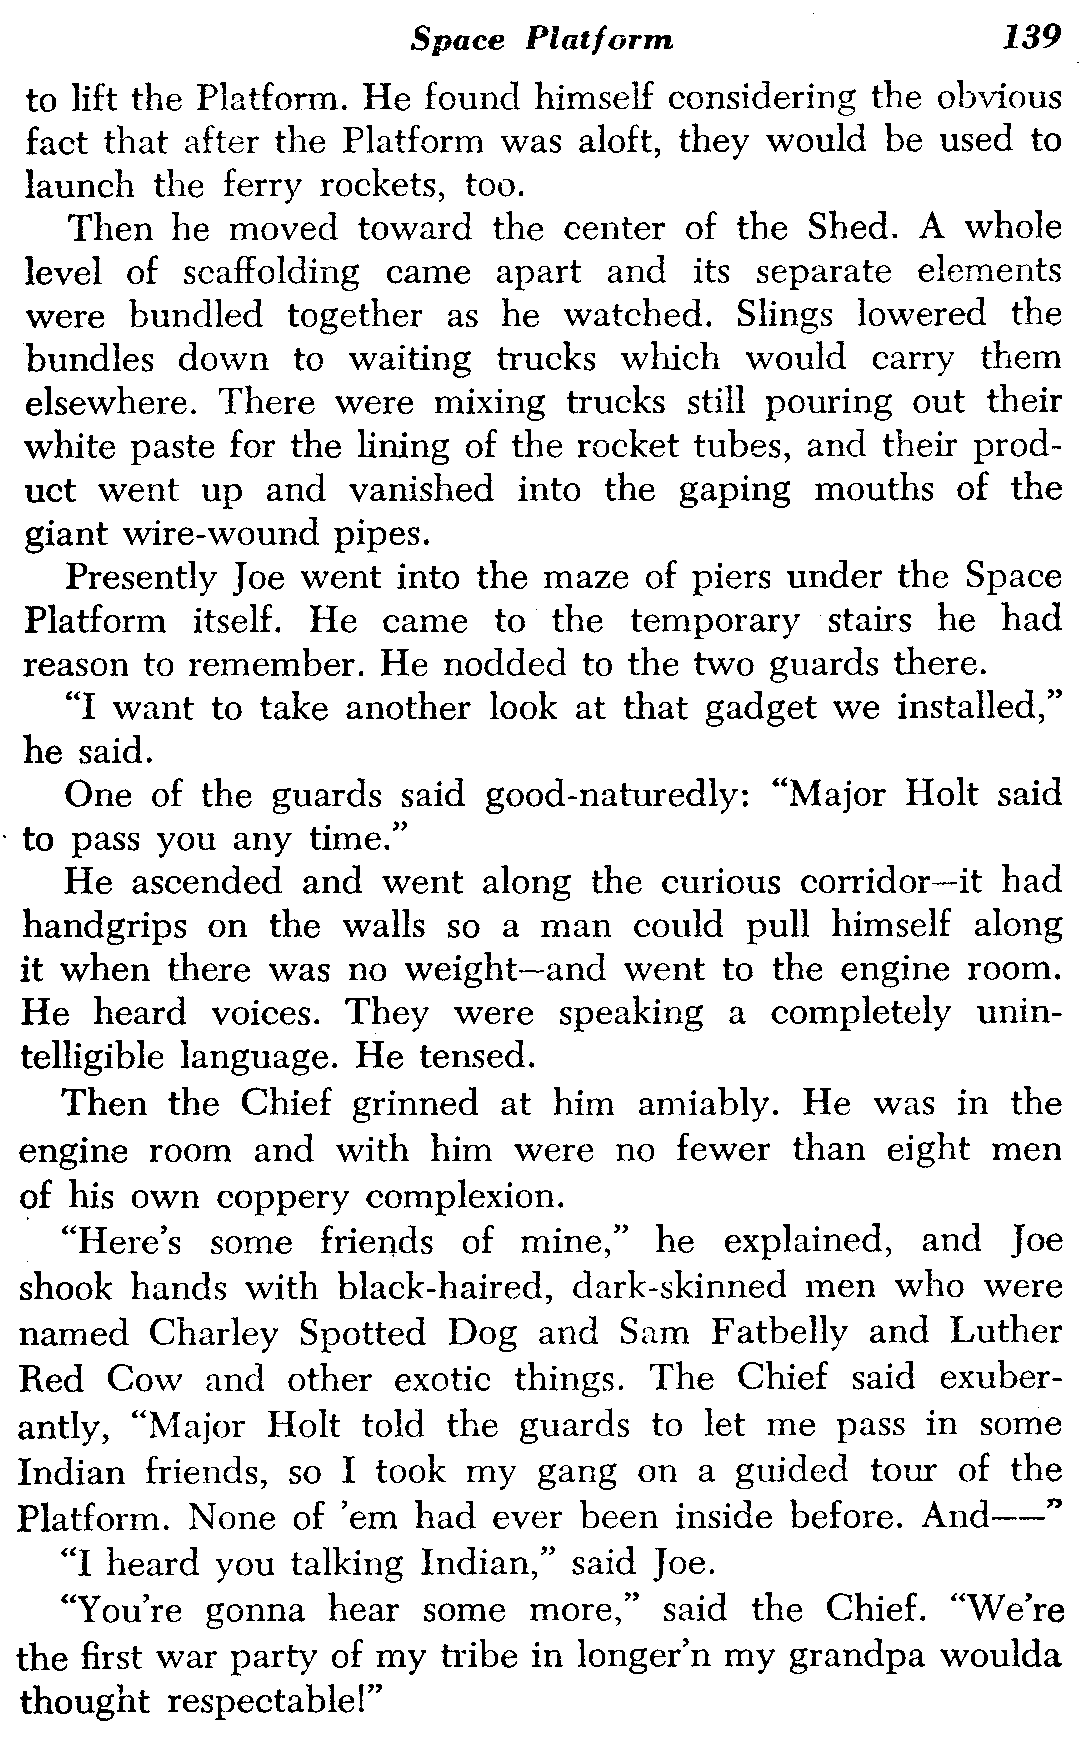 Space Platform 139
to lift the Platform. He found himself considering the obvious
fact that after the Platform was aloft, they would be used to
launch the ferry rockets, too.
Then he moved toward the center of the Shed. A whole
level of scaffolding came apart and its separate elements
were bundled together as he watched. Slings lowered the
bundles down to waiting trucks which would carry them
elsewhere. There were mixing trucks still pouring out their
white paste for the lining of the rocket tubes, and their prod-
uct went up and vanished into the gaping mouths of the
giant wire-wound pipes.
Presently Joe went into the maze of piers under the Space
Platform itself. He came to the temporary stairs he had
reason to remember. He nodded to the two guards there.
“I want to take another look at that gadget we installed,”
he said.
One of the guards said good-naturedly: “Major Holt said
to pass you any time.”
He ascended and went along the curious corridor—it had
handgrips on the walls so a man could pull himself along
it when there was no weight—and went to the engine room.
He heard voices. They were speaking a completely unin-
telligible language. He tensed.
Then the Chief grinned at him amiably. He was in the
engine room and with him were no fewer than eight men
of his own coppery complexion.
“Here’s some friends of mine,” he explained, and Joe
shook hands with black-haired, dark-skinned men who were
named Charley Spotted Dog and Sam Fatbelly and Luther
Red Cow and other exotic things. The Chief said exuber-
antly, “Major Holt told the guards to let me pass in some
Indian friends, so I took my gang on a guided tour of the
Platform. None of ’em had ever been inside before. And——”
“I heard you talking Indian,” said Joe.
“You’re gonna hear some more,” said the Chief. “We’re
the first war party of my tribe in longer’n my grandpa woulda
thought respectable!”